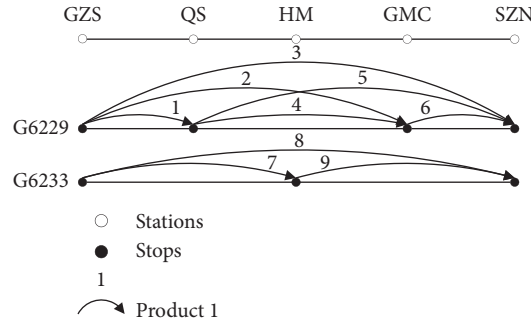 GZS QS HM GMC SZN
3
2 5
1 4 6
G6229
8
7 9
G6233
Stations
Stops
1
Product 1